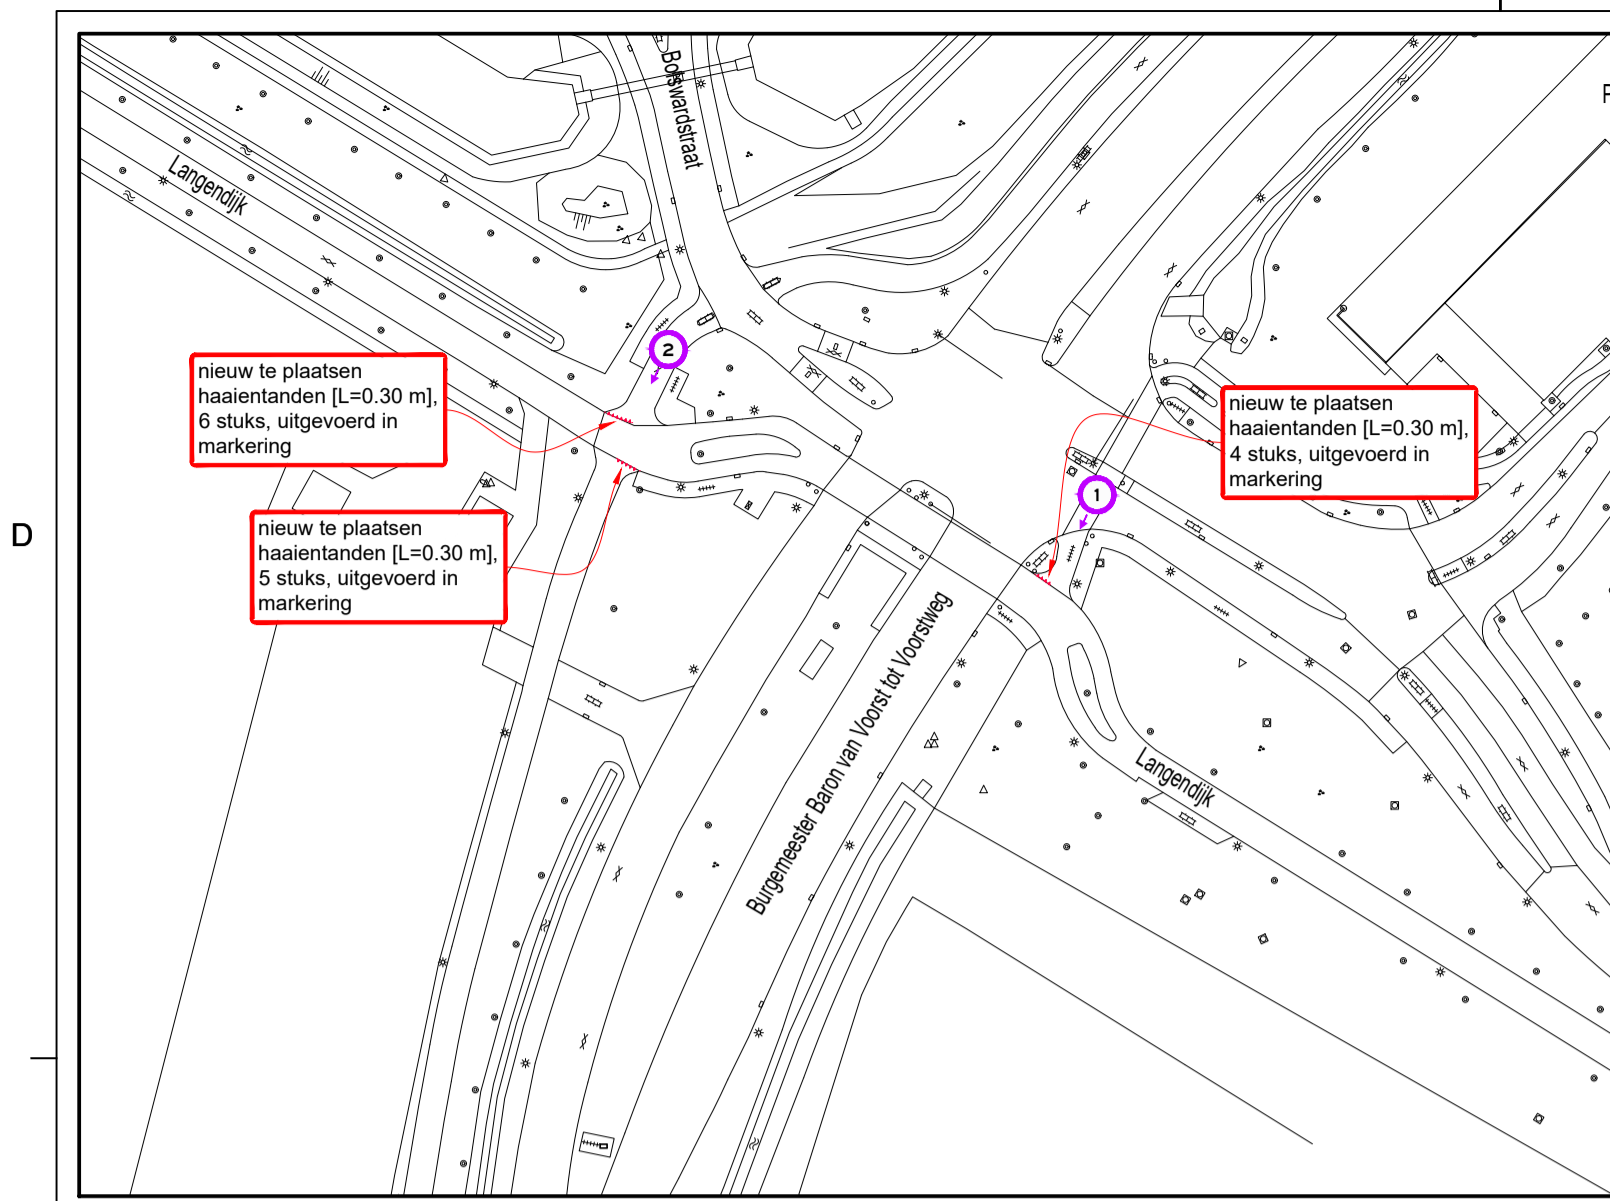 Bolswardstraat
F
Langendijk
2
nieuw te plaatsen
haaientanden [L=0.30 m],
6 stuks, uitgevoerd in
markering
nieuw te plaatsen
haaientanden [L=0.30 m],
4 stuks, uitgevoerd in
markering
1
D
nieuw te plaatsen
haaientanden [L=0.30 m],
5 stuks, uitgevoerd in
markering
Burgemeester Baron van Voorst tot Voorstweg
Langendijk